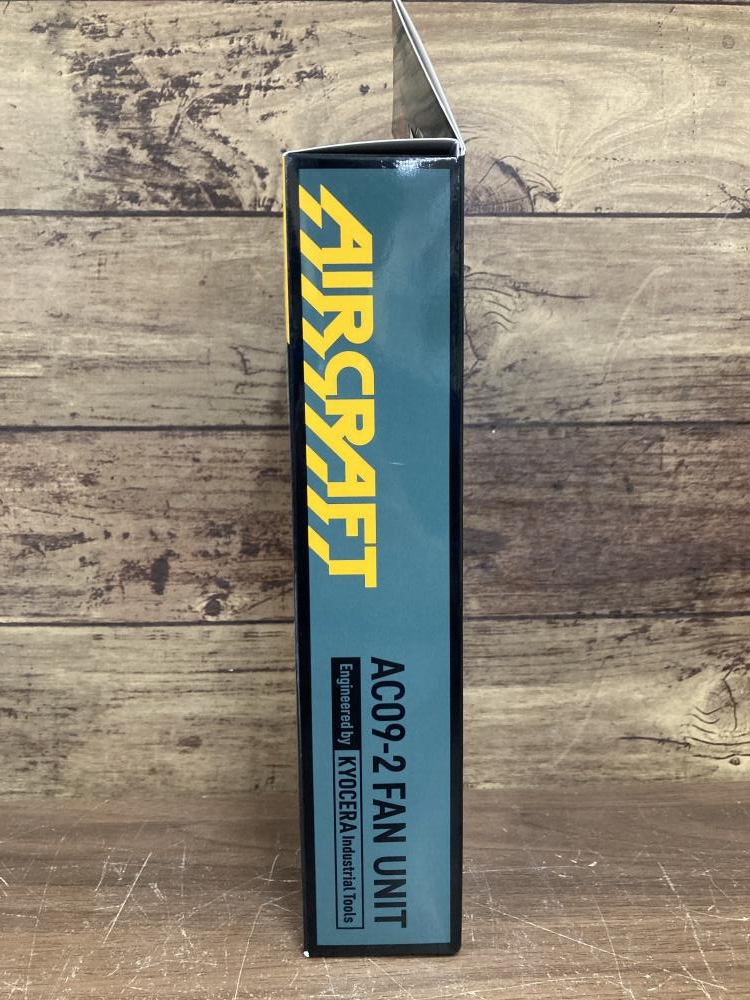 AIRCRAFT
AC09-2 FAN UNIT
Engineered by KYOCERA Industrial Tools